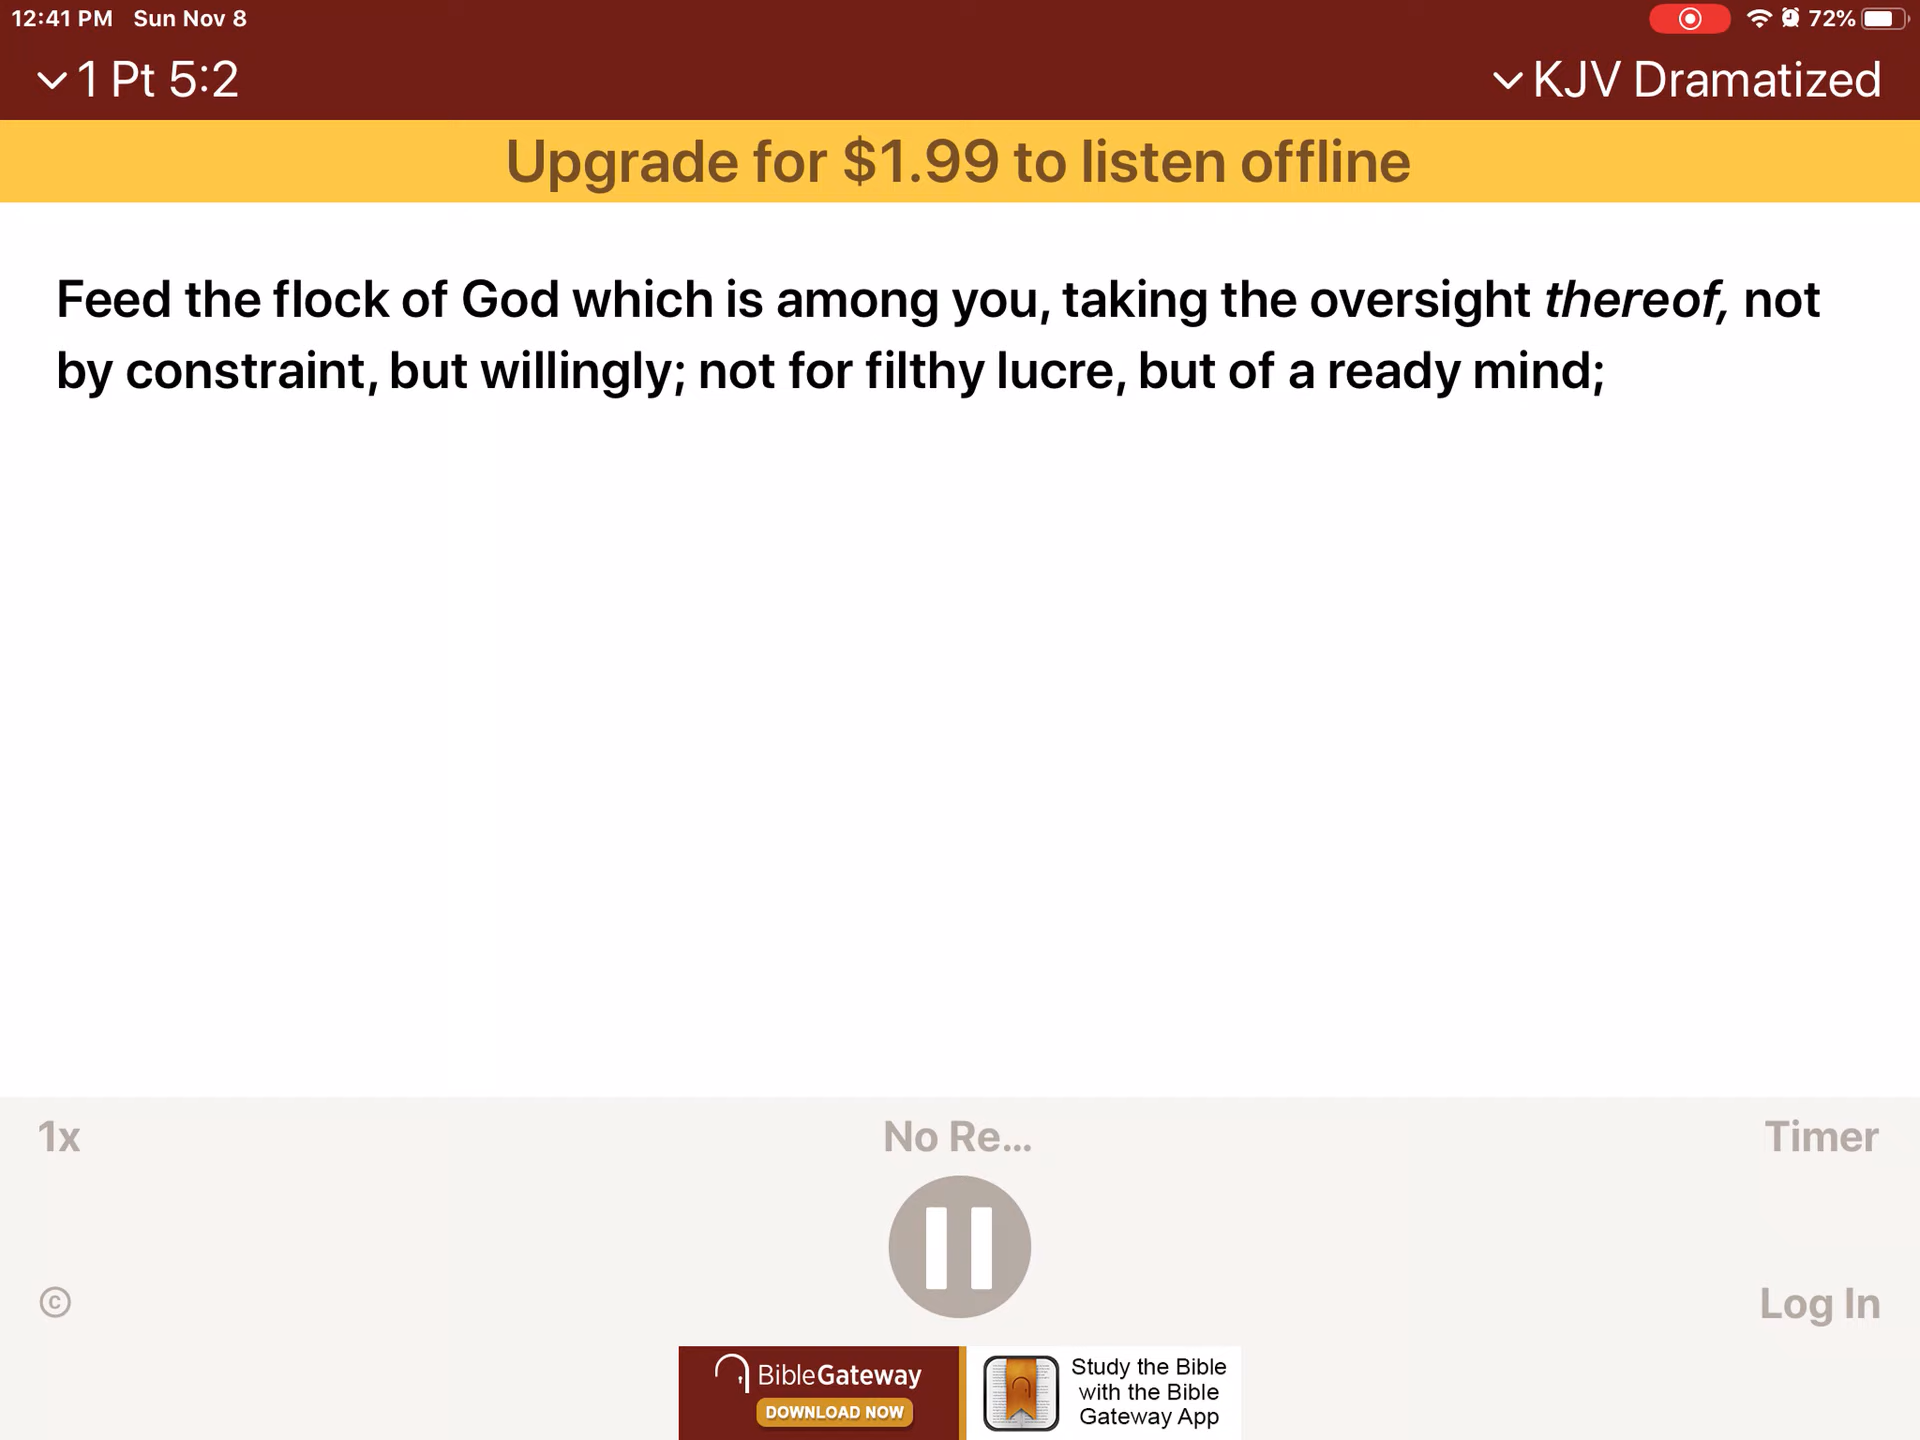 12:41 PM Sun Nov 8 72%
1 Pt 5:2 KJV Dramatized
Upgrade for $1.99 to listen offline
Feed the flock of God which is among you, taking the oversight thereof, not
by constraint, but willingly; not for filthy lucre, but of a ready mind;
1x No Re... Timer
© Log In
BibleGateway
DOWNLOAD NOW
Study the Bible
with the Bible
Gateway App